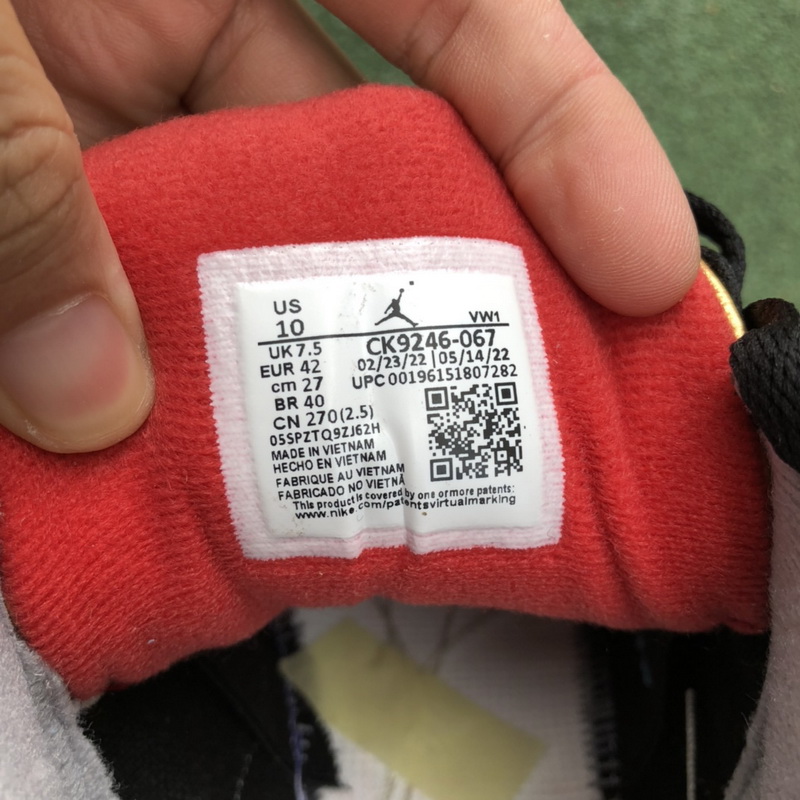 US
10
VW1
UK 7.5
EUR 42
cm 27
BR 40
CN 270(2.5)
CK9246-067
02/23/22 | 05/14/22
UPC 00196151807282
05SPZTQ9ZJ62H
MADE IN VIETNAM
HECHO EN VIETNAM
FABRIQUE AU VIETNAM
FABRICADO NO VIETNA
This product is covered by one or more patents:
www.nike.com/patentsvirtualmarking